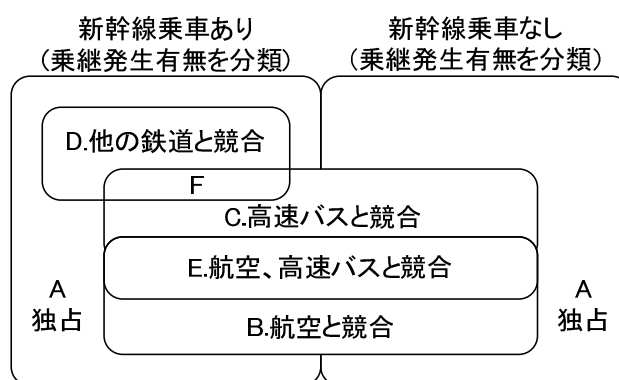 新幹線乗車あり
(乗継発生有無を分類)
新幹線乗車なし
(乗継発生有無を分類)
D.他の鉄道と競合
F
C.高速バスと競合
E.航空、高速バスと競合
B.航空と競合
A
独占
A
独占